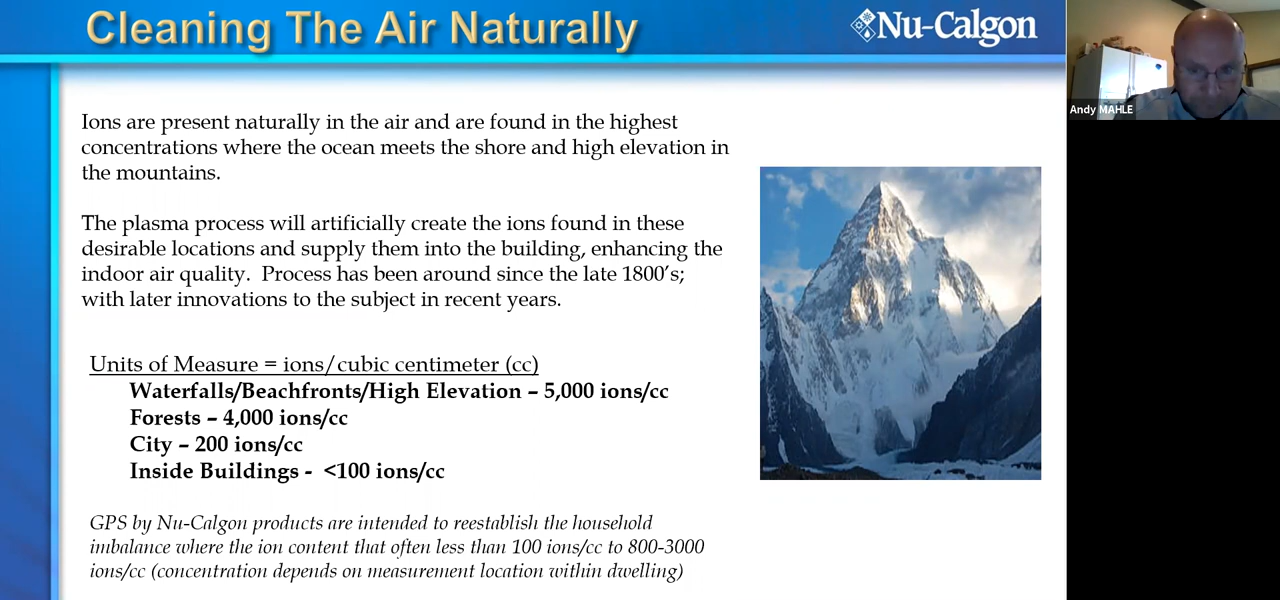 Cleaning The Air Naturally
Nu-Calgon
Andy MAHLE
Ions are present naturally in the air and are found in the highest
concentrations where the ocean meets the shore and high elevation in
the mountains.
The plasma process will artificially create the ions found in these
desirable locations and supply them into the building, enhancing the
indoor air quality.  Process has been around since the late 1800's;
with later innovations to the subject in recent years.
Units of Measure = ions/cubic centimeter (cc)
Waterfalls/Beachfronts/High Elevation – 5,000 ions/cc
Forests – 4,000 ions/cc
City – 200 ions/cc
Inside Buildings -  <100 ions/cc
GPS by Nu-Calgon products are intended to reestablish the household
imbalance where the ion content that often less than 100 ions/cc to 800-3000
ions/cc (concentration depends on measurement location within dwelling)